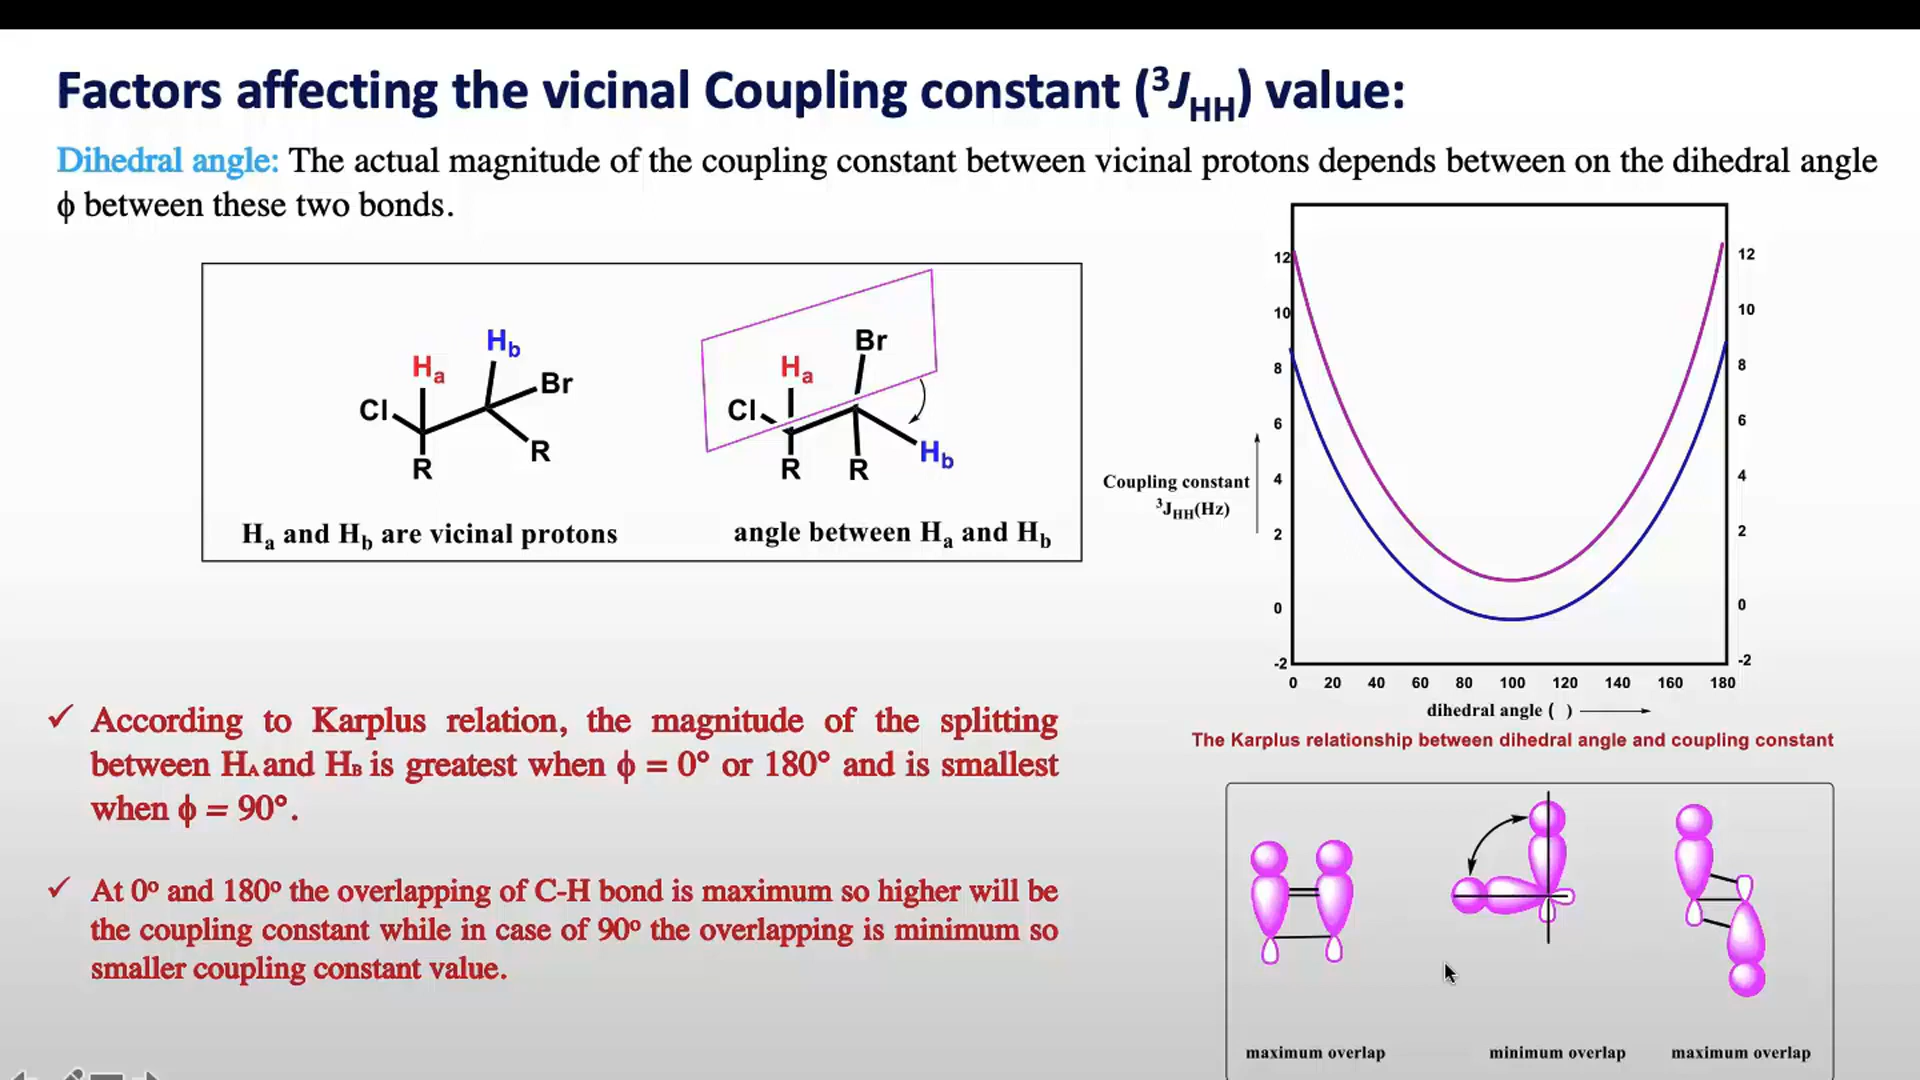 Factors affecting the vicinal Coupling constant (³J_HH) value:
Dihedral angle: The actual magnitude of the coupling constant between vicinal protons depends between on the dihedral angle
ϕ between these two bonds.
Hb
Ha
Br
Cl
R
R
Ha and Hb are vicinal protons
Br
Ha
Cl
Hb
R
R
angle between Ha and Hb
12
10
8
6
4
2
0
-2
12
10
8
6
4
2
0
-2
Coupling constant
³J_HH(Hz)
0 20 40 60 80 100 120 140 160 180
dihedral angle ( )
The Karplus relationship between dihedral angle and coupling constant
✓ According to Karplus relation, the magnitude of the splitting
between HA and HB is greatest when ϕ = 0° or 180° and is smallest
when ϕ = 90°.
✓ At 0º and 180º the overlapping of C-H bond is maximum so higher will be
the coupling constant while in case of 90º the overlapping is minimum so
smaller coupling constant value.
maximum overlap
minimum overlap
maximum overlap